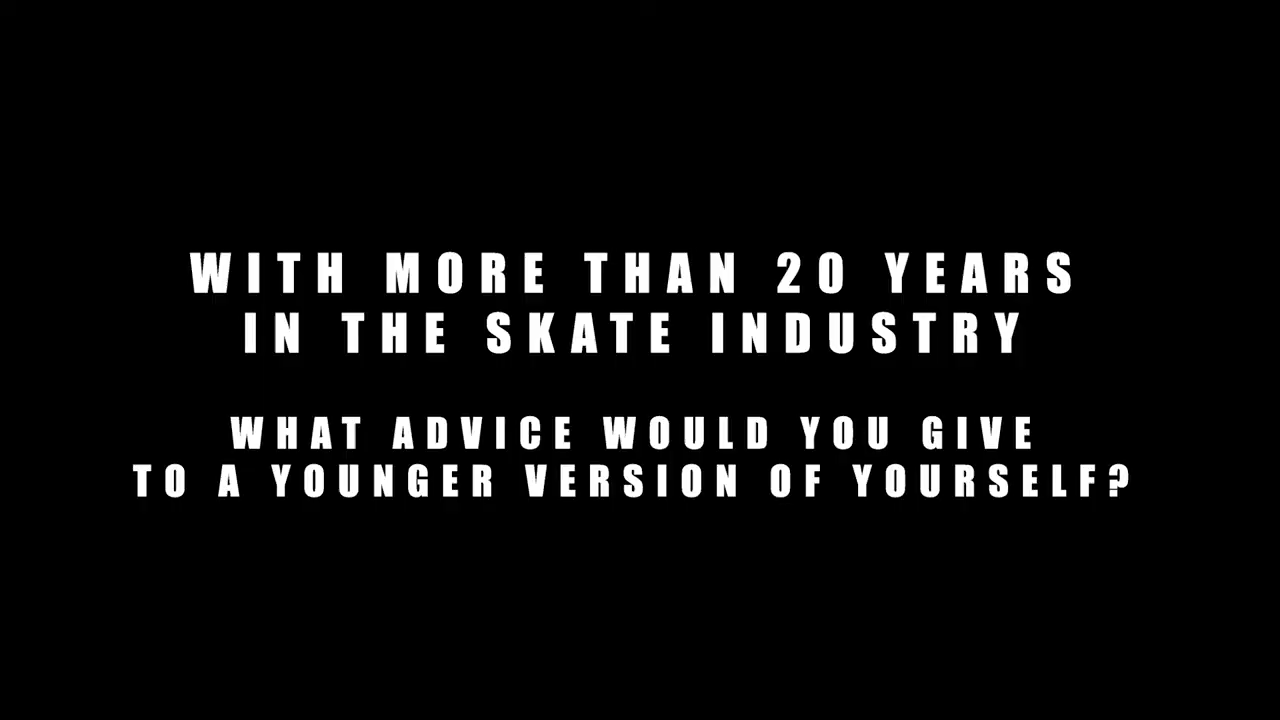 WITH MORE THAN 20 YEARS
IN THE SKATE INDUSTRY
WHAT ADVICE WOULD YOU GIVE
TO A YOUNGER VERSION OF YOURSELF?